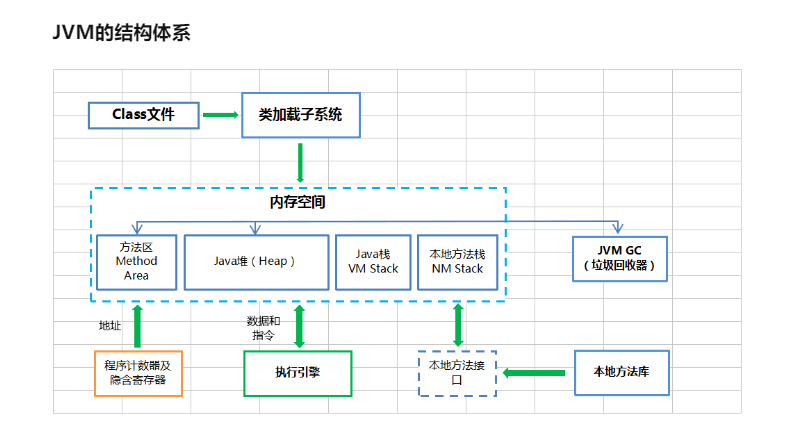 JVM的结构体系
Class文件
类加载子系统
内存空间
方法区
Method
Area
Java堆（Heap）
Java栈
VM Stack
本地方法栈
NM Stack
JVM GC
（垃圾回收器）
地址
数据和
指令
程序计数器及
隐含寄存器
执行引擎
本地方法接
口
本地方法库